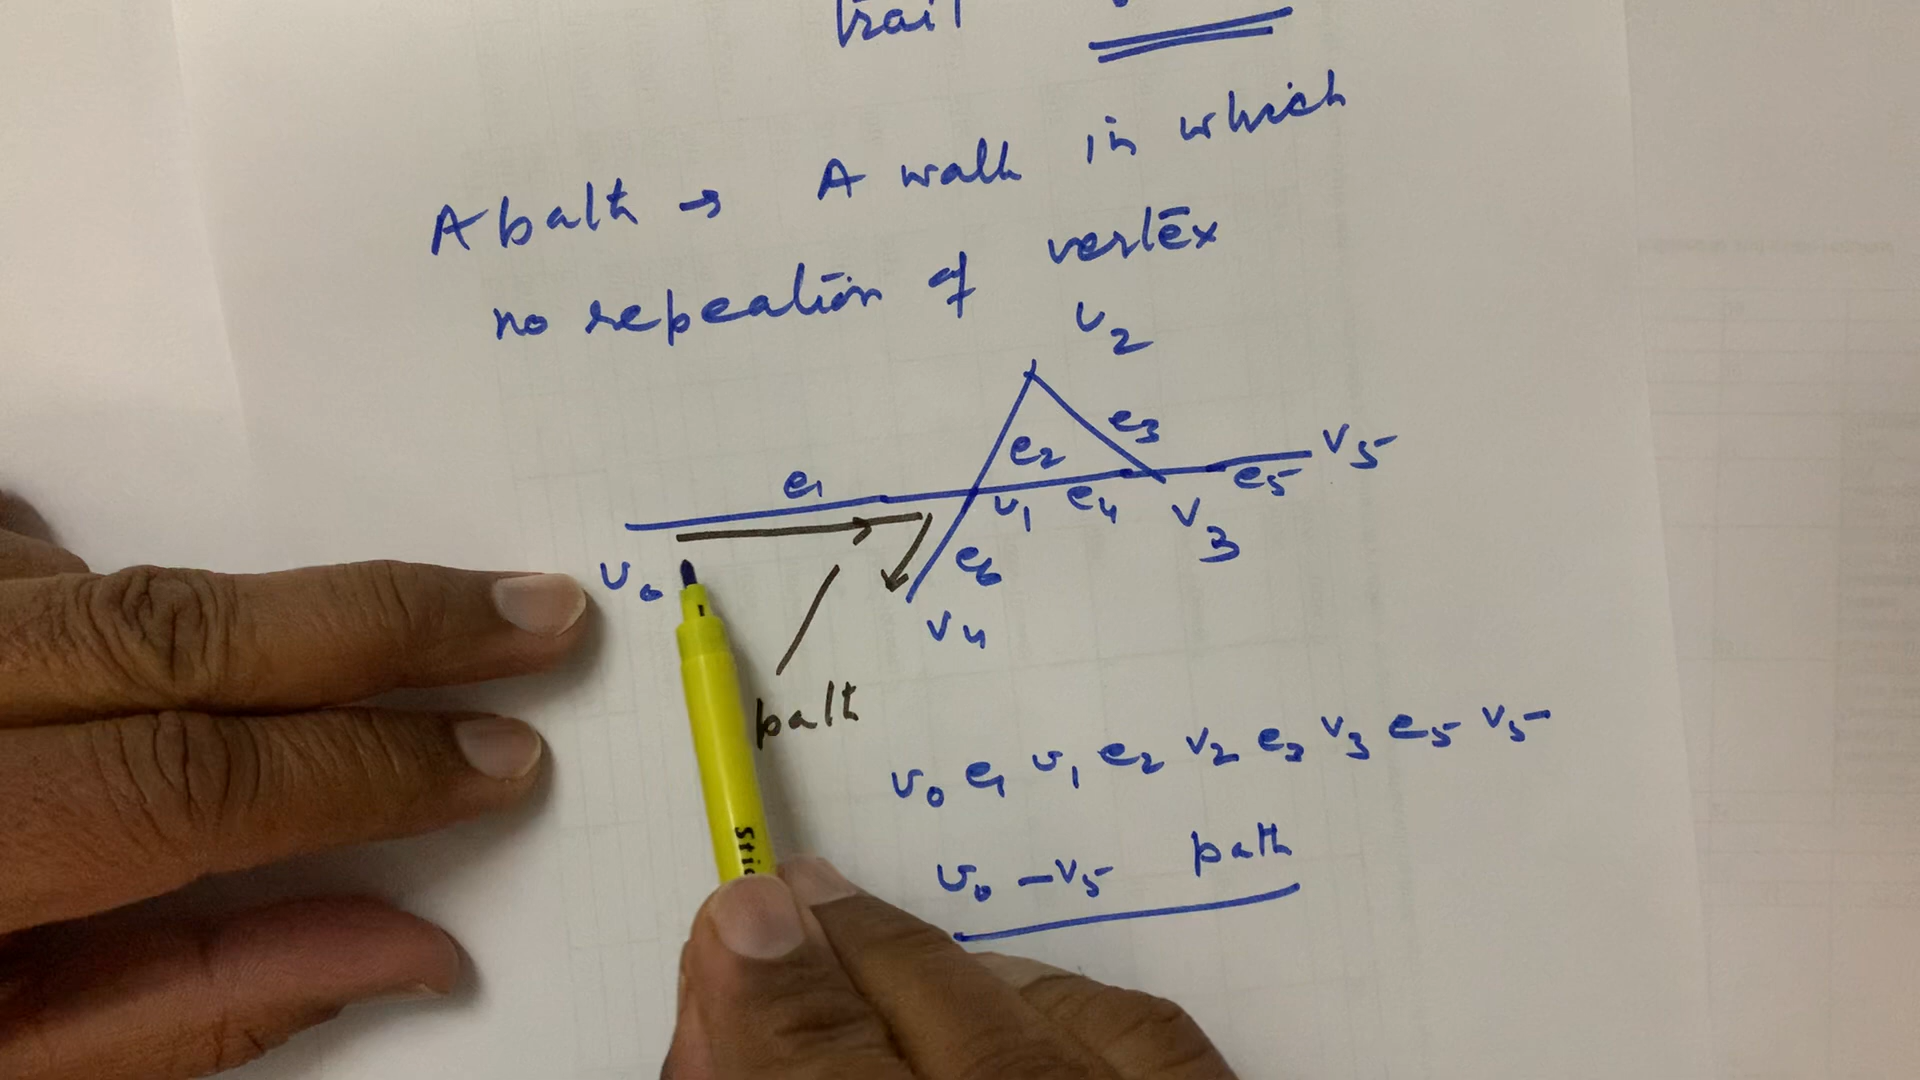 trail
A path → A walk in which
no repeation of vertex
v2
e3
e2
v5
e1
v1 e4 e5
v3
e6
v0
v4
path
v0 e1 v1 e2 v2 e3 v3 e5 v5
v0 – v5 path
Stic